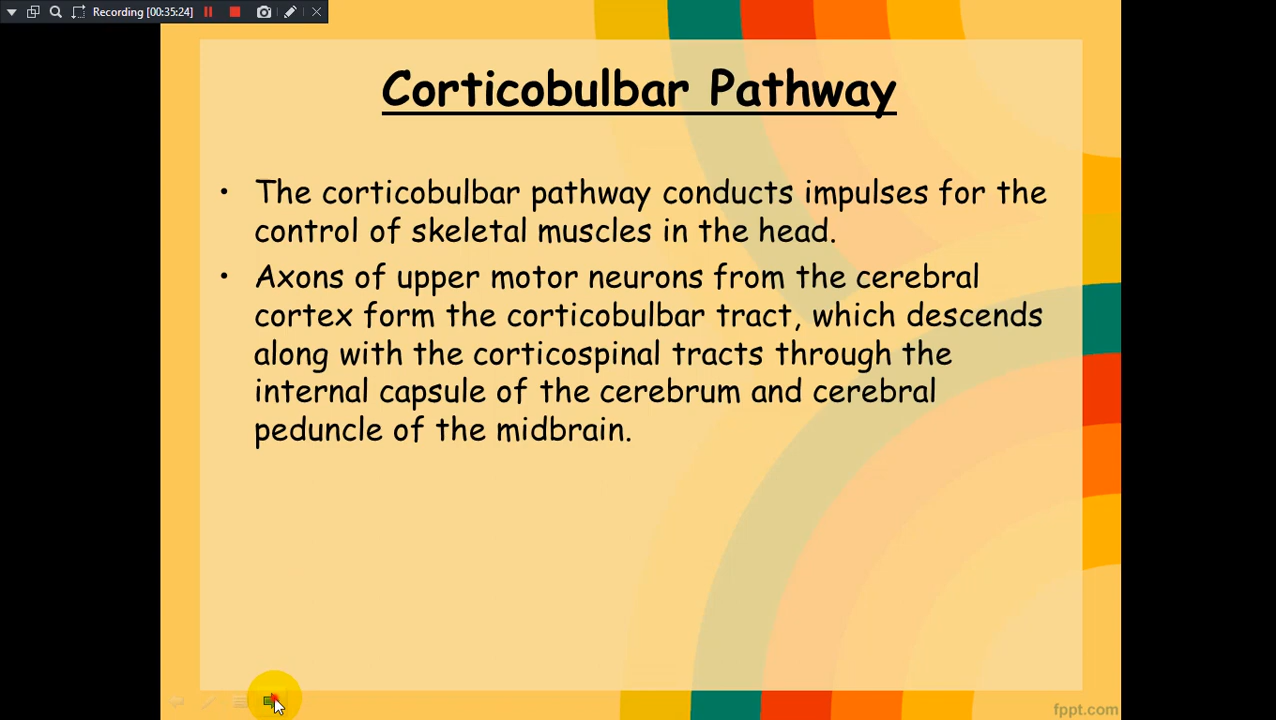 Recording [00:35:24]
Corticobulbar Pathway
• The corticobulbar pathway conducts impulses for the
control of skeletal muscles in the head.
• Axons of upper motor neurons from the cerebral
cortex form the corticobulbar tract, which descends
along with the corticospinal tracts through the
internal capsule of the cerebrum and cerebral
peduncle of the midbrain.
fppt.com